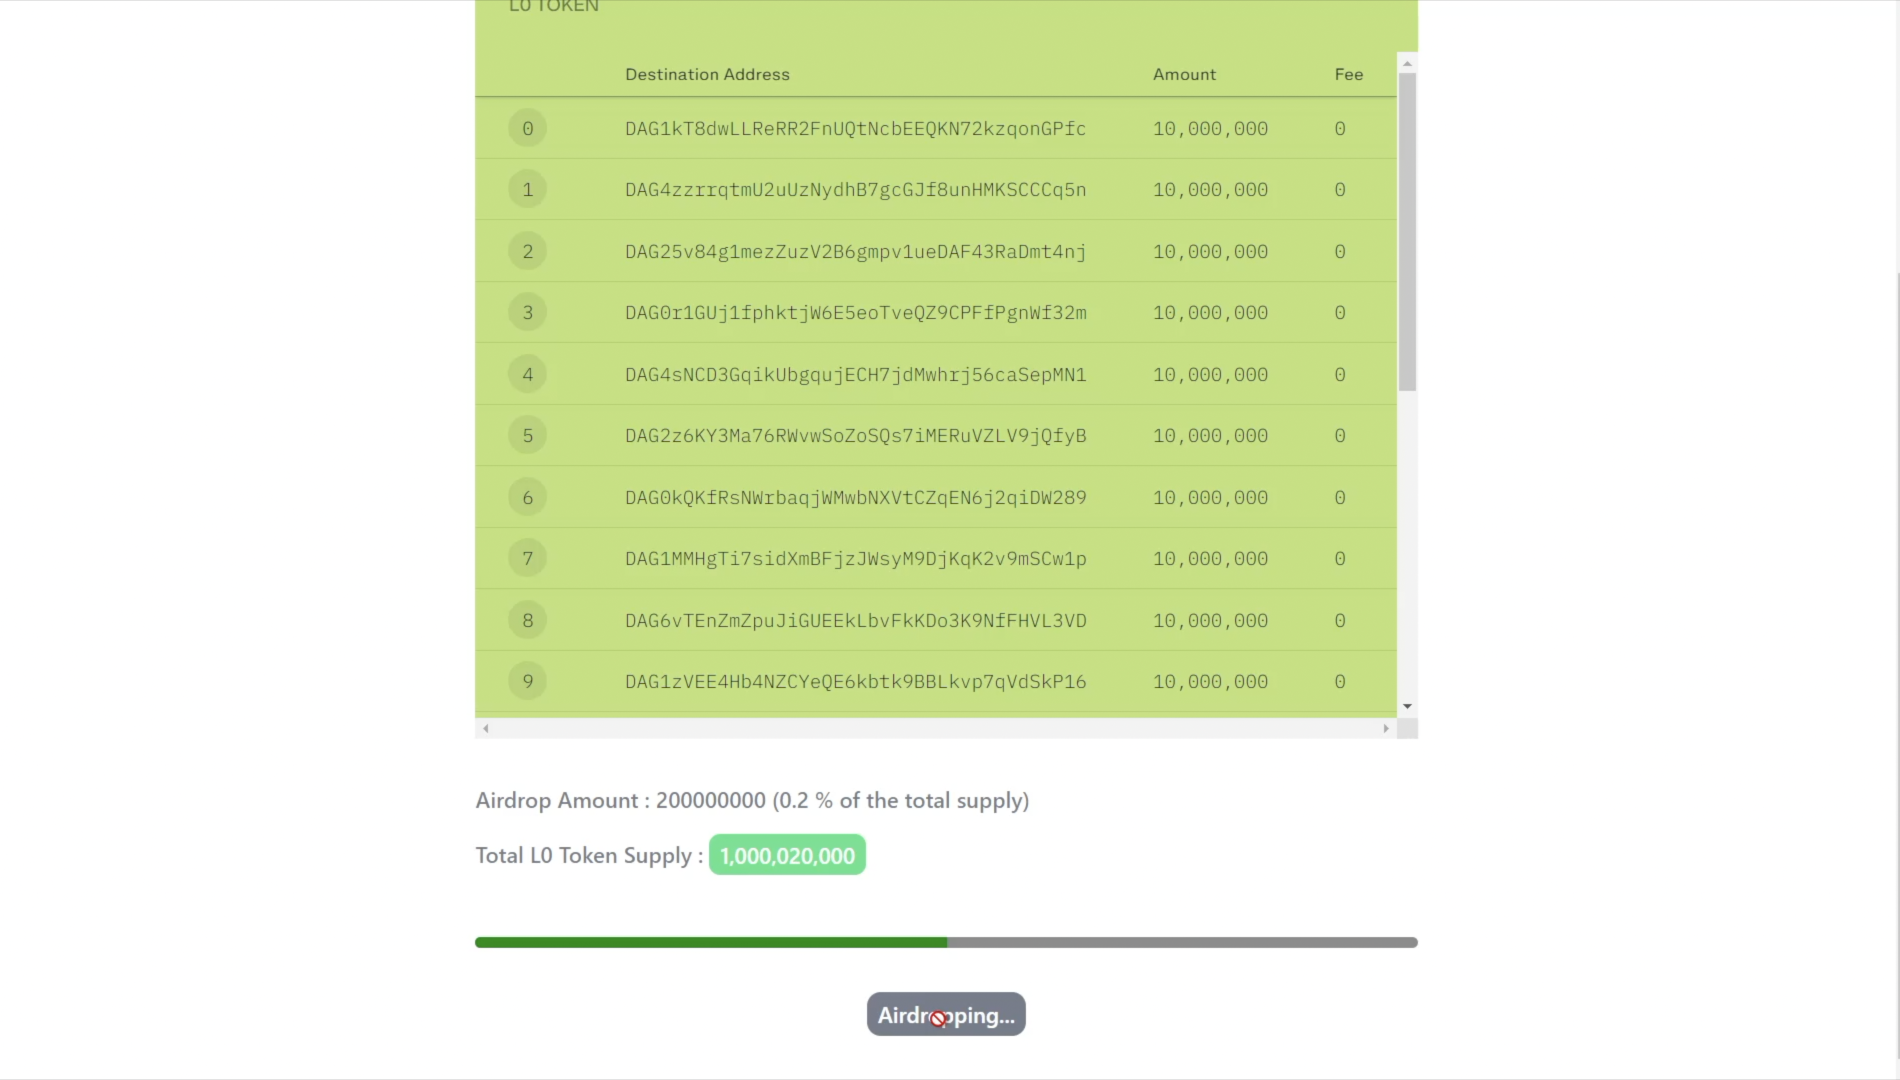 L0 TOKEN
Destination Address Amount Fee
0 DAG1kT8dwLLReRR2FnUQtNcbEEQKN72kzqonGPfc 10,000,000 0
1 DAG4zzrrqtmU2uUzNydhB7gcGJf8unHMKSCCCq5n 10,000,000 0
2 DAG25v84g1mezZuzV2B6gmpv1ueDAF43RaDmt4nj 10,000,000 0
3 DAG0r1GUj1fphktjW6E5eoTveQZ9CPFfPgnWf32m 10,000,000 0
4 DAG4sNCD3GqikUbgqujECH7jdMwhrj56caSepMN1 10,000,000 0
5 DAG2z6KY3Ma76RWvwSoZoSQs7iMERuVZLV9jQfyB 10,000,000 0
6 DAG0kQKfRsNWrbaqjWMwbNXVtCZqEN6j2qiDW289 10,000,000 0
7 DAG1MMHgTi7sidXmBFjzJWsyM9DjKqK2v9mSCw1p 10,000,000 0
8 DAG6vTEnZmZpuJiGUEEkLbvFkKDo3K9NfFHVL3VD 10,000,000 0
9 DAG1zVEE4Hb4NZCYeQE6kbtk9BBLkvp7qVdSkP16 10,000,000 0
Airdrop Amount : 200000000 (0.2 % of the total supply)
Total L0 Token Supply : 1,000,020,000
Airdropping...